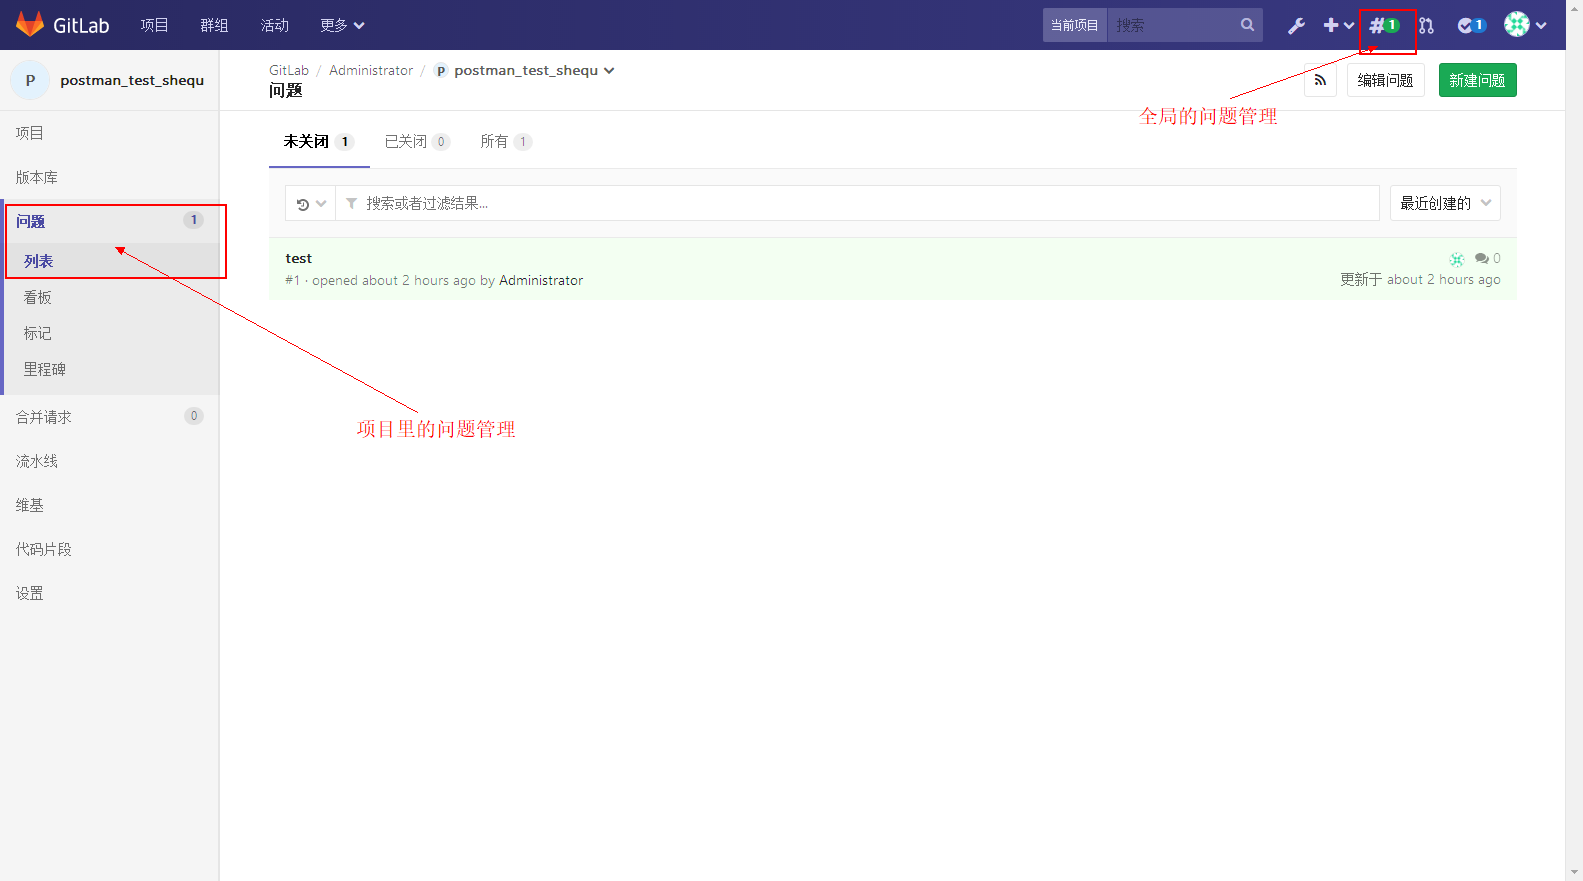 GitLab 项目 群组 活动 更多 当前项目 搜索 1 1
P postman_test_shequ
GitLab / Administrator / P postman_test_shequ
问题
编辑问题 新建问题
全局的问题管理
项目
版本库
问题 1
列表
看板
标记
里程碑
合并请求 0
流水线
维基
代码片段
设置
未关闭 1 已关闭 0 所有 1
搜索或者过滤结果... 最近创建的
test 0
#1 · opened about 2 hours ago by Administrator 更新于 about 2 hours ago
项目里的问题管理